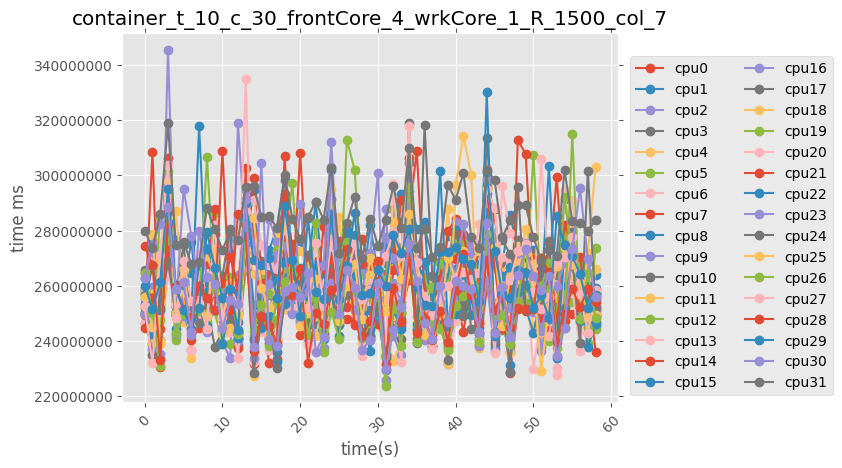 container_t_10_c_30_frontCore_4_wrkCore_1_R_1500_col_7
340000000
320000000
300000000
280000000
260000000
240000000
220000000
time ms
0
10
20
30
40
50
60
time(s)
cpu0
cpu1
cpu2
cpu3
cpu4
cpu5
cpu6
cpu7
cpu8
cpu9
cpu10
cpu11
cpu12
cpu13
cpu14
cpu15
cpu16
cpu17
cpu18
cpu19
cpu20
cpu21
cpu22
cpu23
cpu24
cpu25
cpu26
cpu27
cpu28
cpu29
cpu30
cpu31